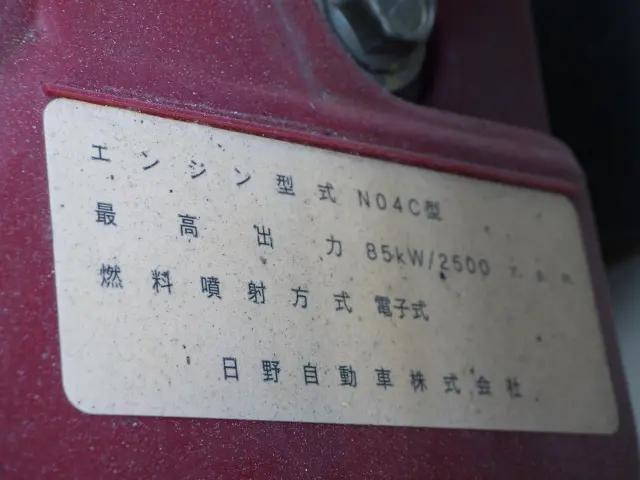 エンジン型式 N04C型
最高出力 85kW/2500
燃料噴射方式 電子式
日野自動車株式会社